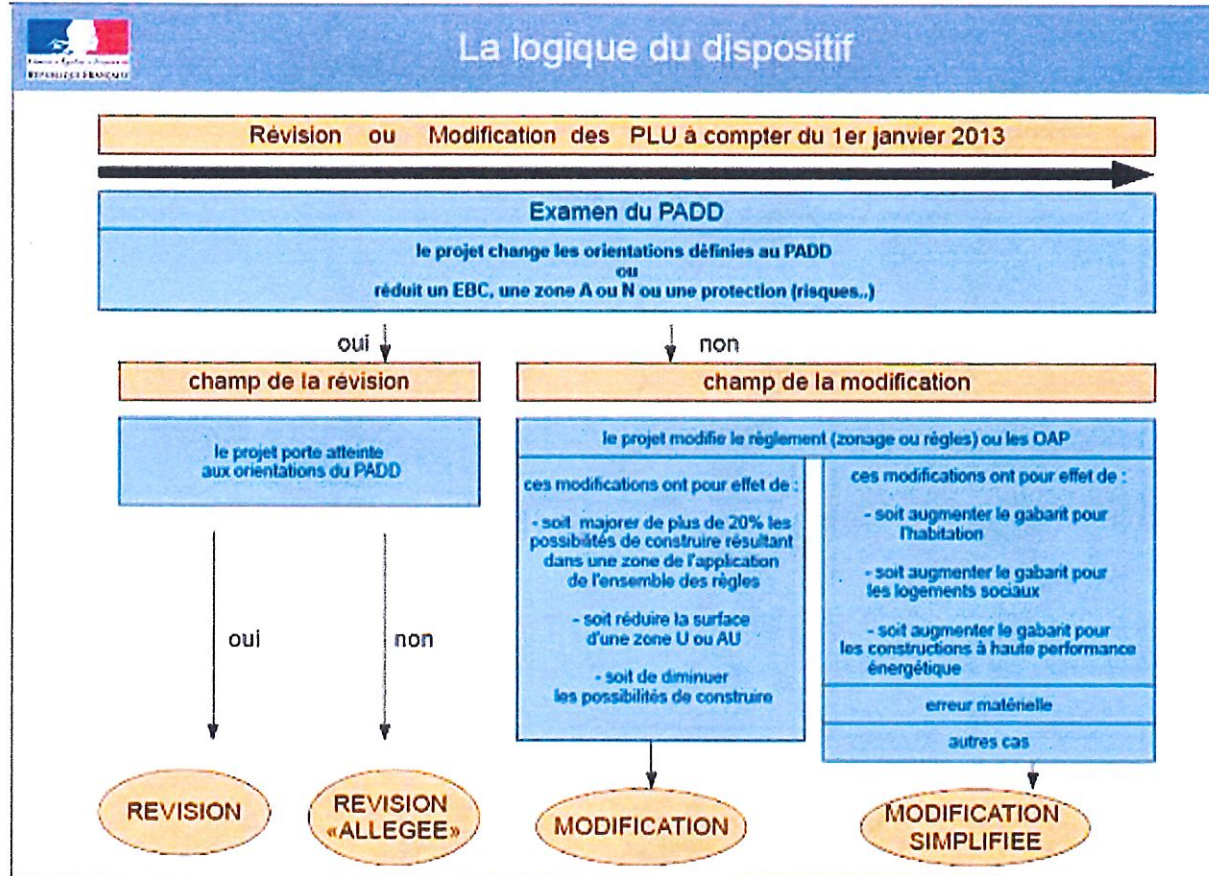 La logique du dispositif
RÉPUBLIQUE FRANÇAISE
Révision ou Modification des PLU à compter du 1er janvier 2013
Examen du PADD
le projet change les orientations définies au PADD
ou
réduit un EBC, une zone A ou N ou une protection (risques..)
oui
non
champ de la révision
champ de la modification
le projet porte atteinte
aux orientations du PADD
le projet modifie le règlement (zonage ou règles) ou les OAP
ces modifications ont pour effet de :
- soit majorer de plus de 20% les
possibilités de construire résultant
dans une zone de l'application
de l'ensemble des règles
- soit réduire la surface
d'une zone U ou AU
- soit de diminuer
les possibilités de construire
ces modifications ont pour effet de :
- soit augmenter le gabarit pour
l'habitation
- soit augmenter le gabarit pour
les logements sociaux
- soit augmenter le gabarit pour
les constructions à haute performance
énergétique
erreur matérielle
autres cas
oui
non
REVISION
REVISION
«ALLEGEE»
MODIFICATION
MODIFICATION
SIMPLIFIEE